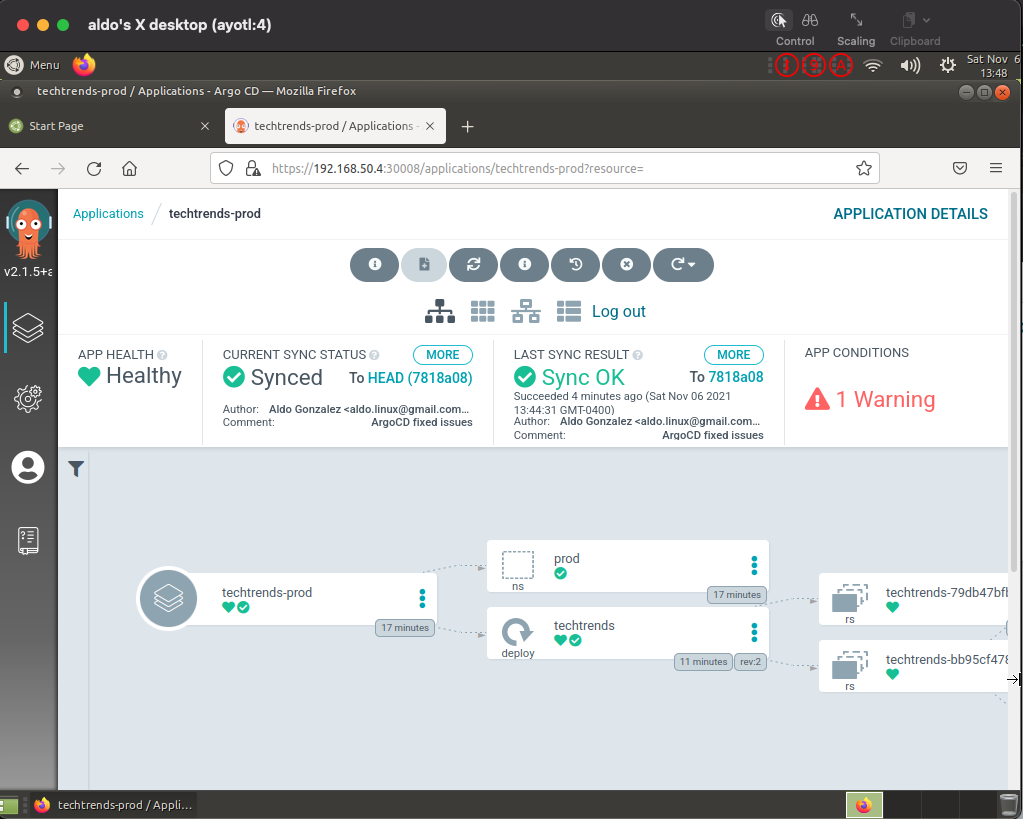 aldo's X desktop (ayotl:4)
Control
Scaling
Clipboard
Menu
Sat Nov 6
13:48
techtrends-prod / Applications - Argo CD — Mozilla Firefox
Start Page
techtrends-prod / Applications -
https://192.168.50.4:30008/applications/techtrends-prod?resource=
Applications
techtrends-prod
APPLICATION DETAILS
v2.1.5+a
Log out
APP HEALTH
Healthy
CURRENT SYNC STATUS
MORE
Synced
To HEAD (7818a08)
Author: Aldo Gonzalez <aldo.linux@gmail.com...
Comment: ArgoCD fixed issues
LAST SYNC RESULT
MORE
Sync OK
To 7818a08
Succeeded 4 minutes ago (Sat Nov 06 2021
13:44:31 GMT-0400)
Author: Aldo Gonzalez <aldo.linux@gmail.com...
Comment: ArgoCD fixed issues
APP CONDITIONS
1 Warning
techtrends-prod
17 minutes
prod
ns
17 minutes
techtrends
deploy
11 minutes
rev:2
techtrends-79db47bfl
rs
techtrends-bb95cf478
rs
techtrends-prod / Appli...